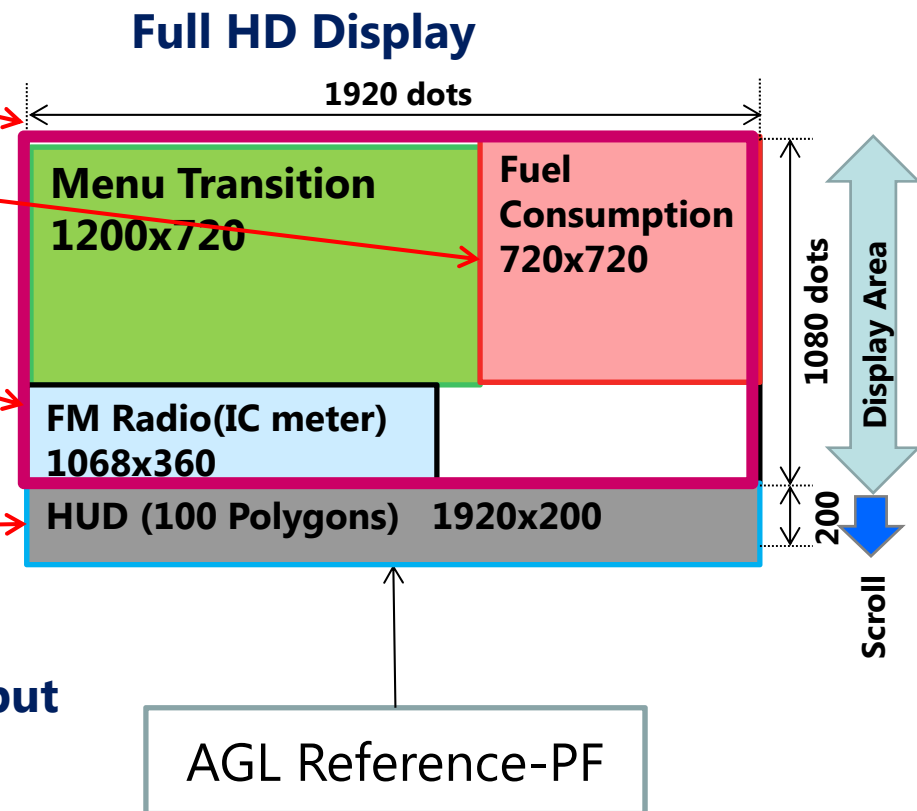 Full HD Display
1920 dots
Menu Transition
1200x720
Fuel
Consumption
720x720
1080 dots
Display Area
FM Radio(IC meter)
1068x360
HUD (100 Polygons) 1920x200
200
Scroll
put
AGL Reference-PF